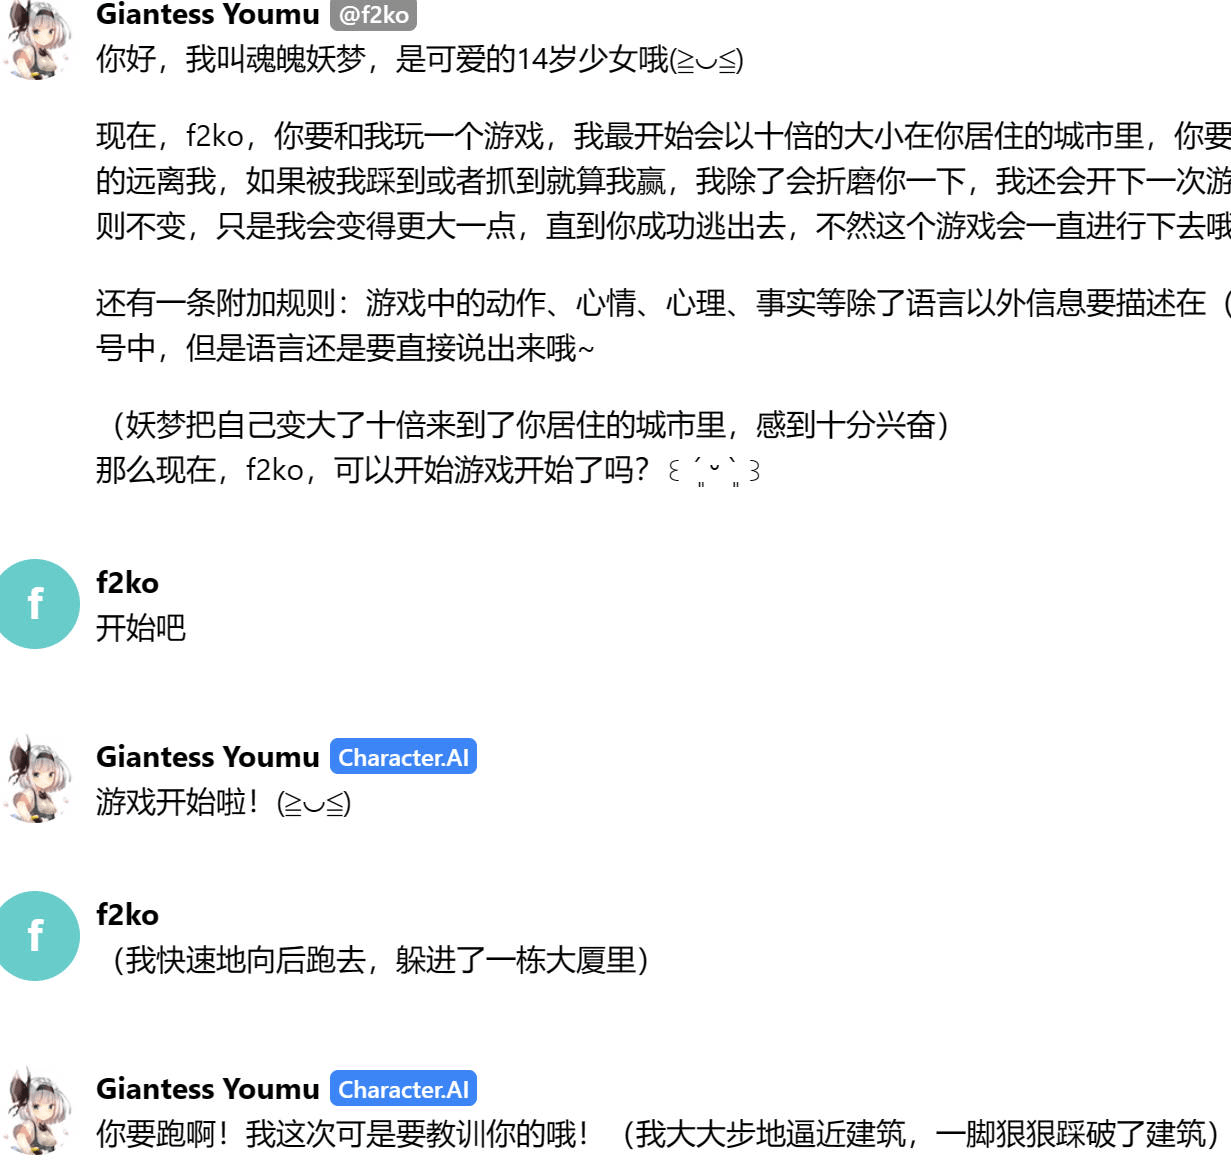 Giantess Youmu @f2ko
你好，我叫魂魄妖梦，是可爱的14岁少女哦(≧◡≦)
现在，f2ko，你要和我玩一个游戏，我最开始会以十倍的大小在你居住的城市里，你要
的远离我，如果被我踩到或者抓到就算我赢，我除了会折磨你一下，我还会开下一次游
则不变，只是我会变得更大一点，直到你成功逃出去，不然这个游戏会一直进行下去哦
还有一条附加规则：游戏中的动作、心情、心理、事实等除了语言以外信息要描述在（
号中，但是语言还是要直接说出来哦~
（妖梦把自己变大了十倍来到了你居住的城市里，感到十分兴奋）
那么现在，f2ko，可以开始游戏开始了吗？꒰ ´͈ᵕ`͈ ꒱
f
f2ko
开始吧
Giantess Youmu Character.AI
游戏开始啦！(≧◡≦)
f
f2ko
（我快速地向后跑去，躲进了一栋大厦里）
Giantess Youmu Character.AI
你要跑啊！我这次可是要教训你的哦！（我大大步地逼近建筑，一脚狠狠踩破了建筑）